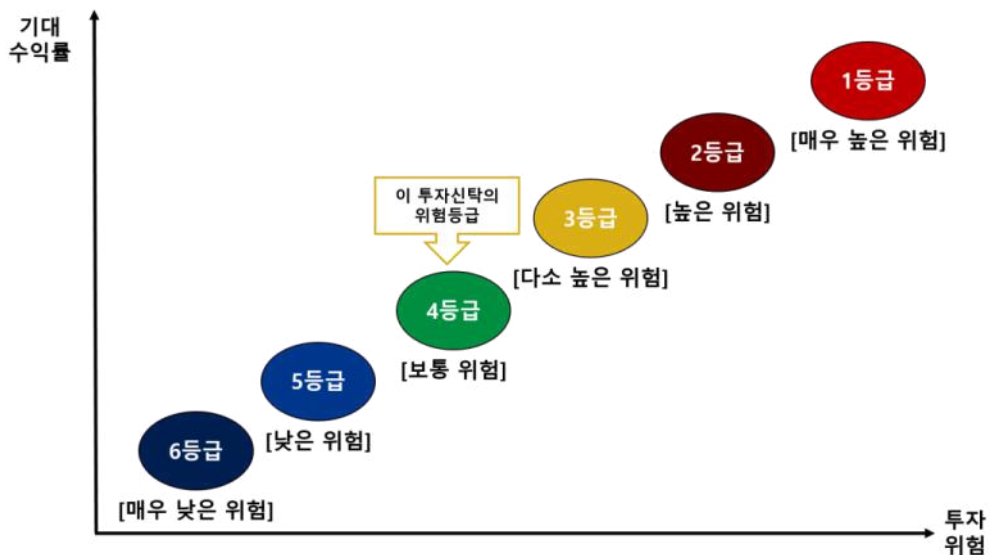 기대
수익률
1등급
[매우 높은 위험]
2등급
[높은 위험]
이 투자신탁의
위험등급
3등급
[다소 높은 위험]
4등급
[보통 위험]
5등급
[낮은 위험]
6등급
[매우 낮은 위험]
투자
위험